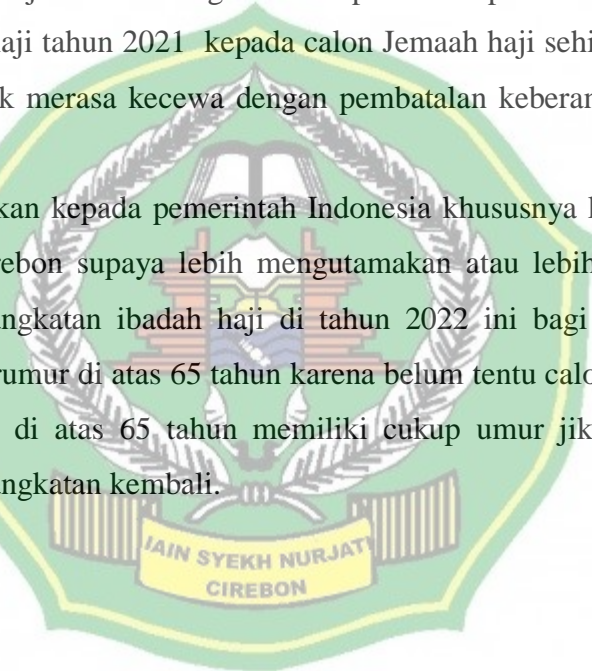 haji tahun 2021 kepada calon Jemaah haji sehi
k merasa kecewa dengan pembatalan keberan
kan kepada pemerintah Indonesia khususnya
rebon supaya lebih mengutamakan atau lebih
ngkatan ibadah haji di tahun 2022 ini bagi
rumur di atas 65 tahun karena belum tentu calo
di atas 65 tahun memiliki cukup umur jik
ngkatan kembali.
IAIN SYEKH NURJATI
CIREBON